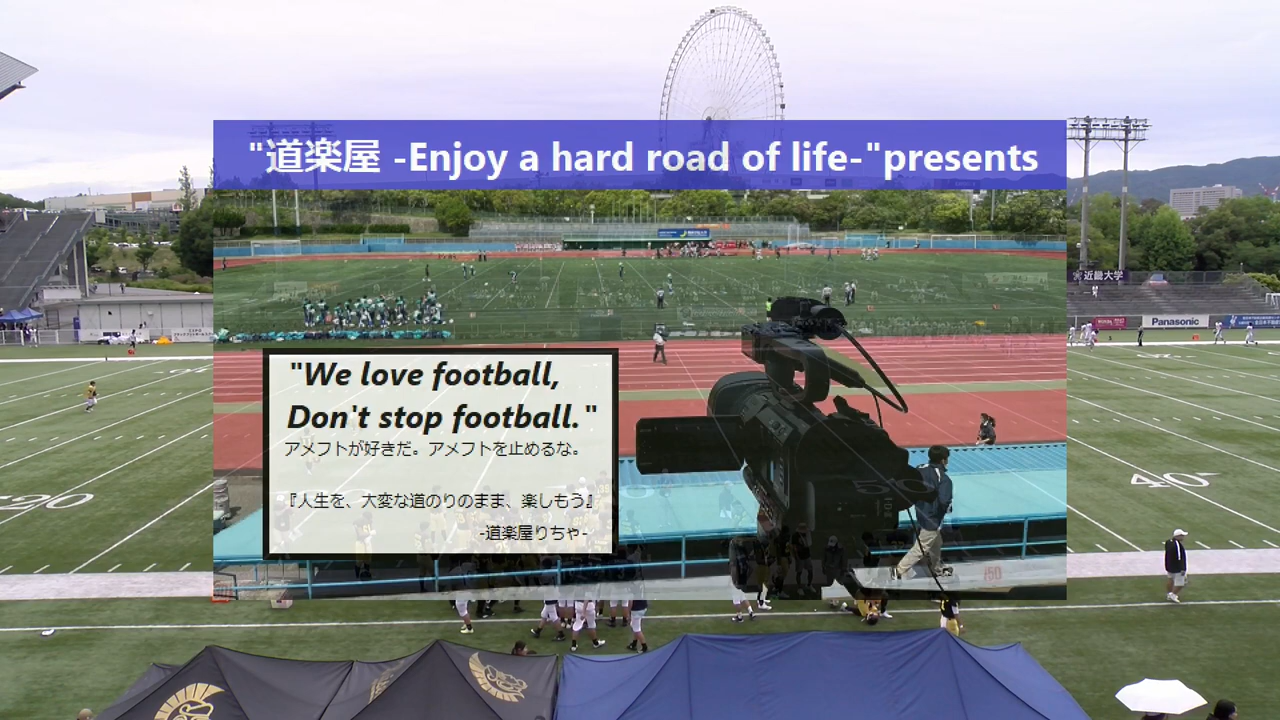 "道楽屋 -Enjoy a hard road of life-"presents
近畿大学
Panasonic
"We love football,
Don't stop football."
アメフトが好きだ。アメフトを止めるな。
『人生を、大変な道のりのまま、楽しもう』
-道楽屋りちゃ-
20
40
50
50